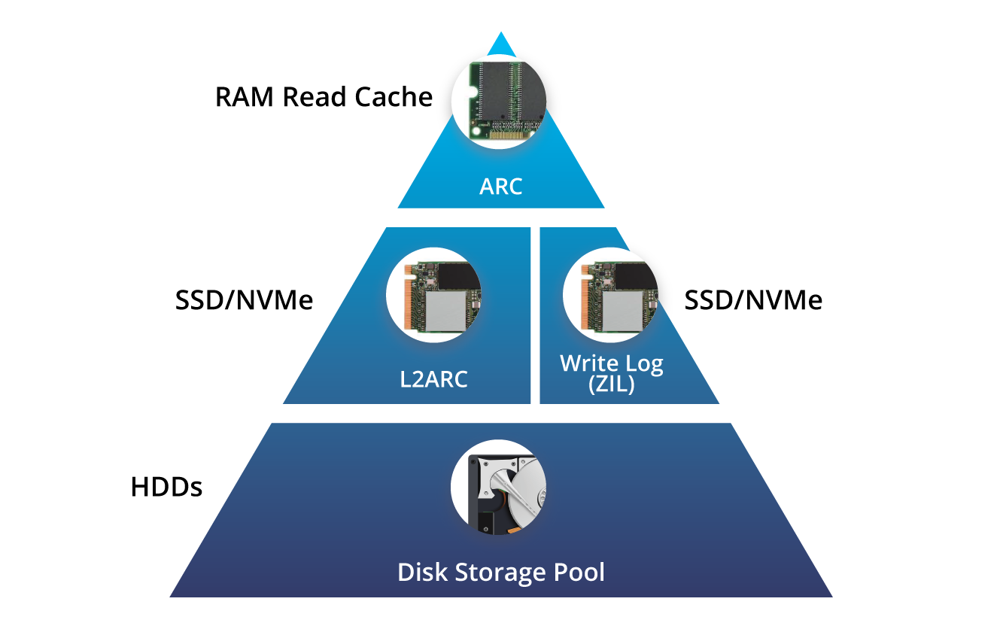 RAM Read Cache
ARC
SSD/NVMe
L2ARC
Write Log
(ZIL)
SSD/NVMe
HDDs
Disk Storage Pool